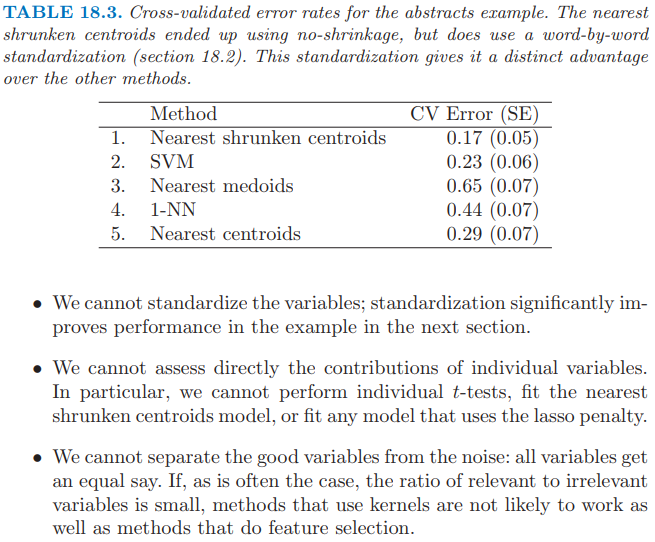 TABLE 18.3. Cross-validated error rates for the abstracts example. The nearest
shrunken centroids ended up using no-shrinkage, but does use a word-by-word
standardization (section 18.2). This standardization gives it a distinct advantage
over the other methods.
Method CV Error (SE)
1. Nearest shrunken centroids 0.17 (0.05)
2. SVM 0.23 (0.06)
3. Nearest medoids 0.65 (0.07)
4. 1-NN 0.44 (0.07)
5. Nearest centroids 0.29 (0.07)
• We cannot standardize the variables; standardization significantly im-
proves performance in the example in the next section.
• We cannot assess directly the contributions of individual variables.
In particular, we cannot perform individual t-tests, fit the nearest
shrunken centroids model, or fit any model that uses the lasso penalty.
• We cannot separate the good variables from the noise: all variables get
an equal say. If, as is often the case, the ratio of relevant to irrelevant
variables is small, methods that use kernels are not likely to work as
well as methods that do feature selection.